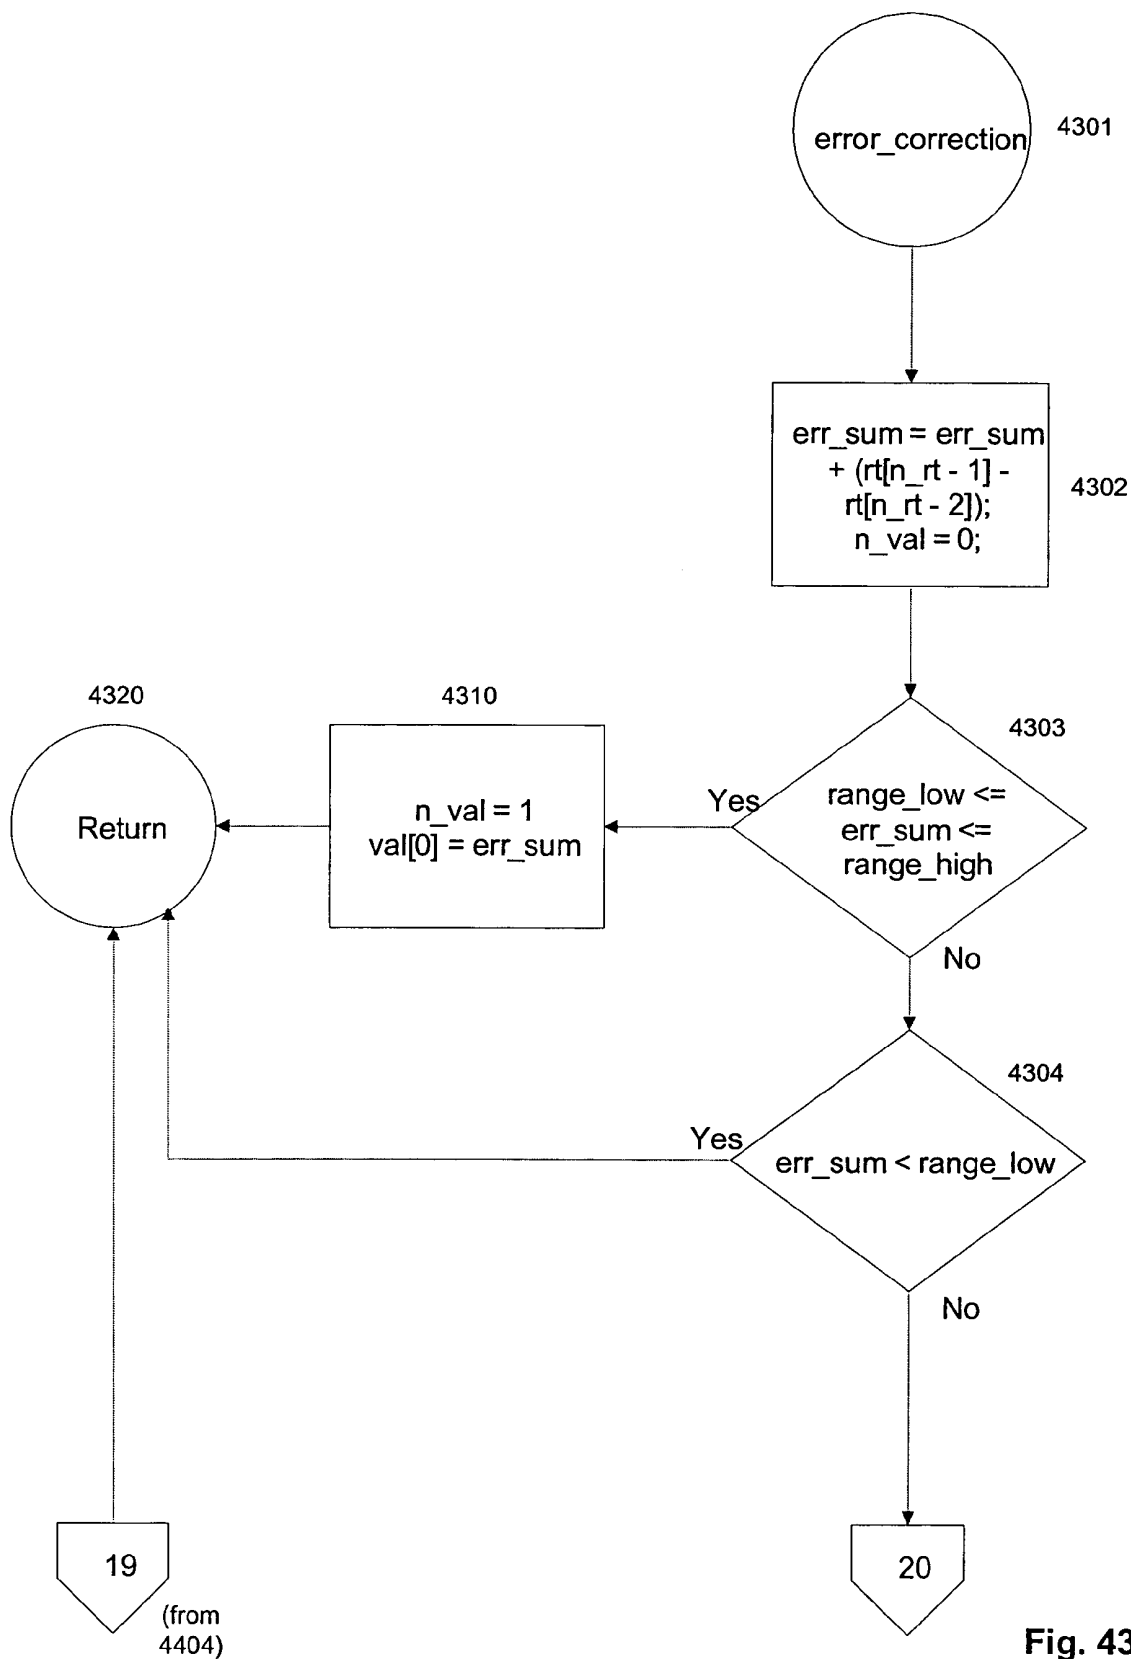 error_correction
4301
err_sum = err_sum
+ (rt[n_rt - 1] -
rt[n_rt - 2]);
n_val = 0;
4302
4320
4310
4303
Return
n_val = 1
val[0] = err_sum
Yes
range_low <=
err_sum <=
range_high
No
4304
Yes
err_sum < range_low
No
19
(from
4404)
20
Fig. 43